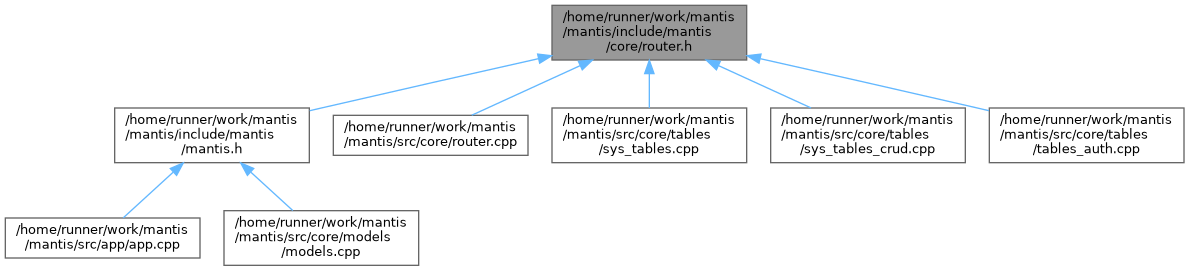 /home/runner/work/mantis
/mantis/include/mantis
/core/router.h
/home/runner/work/mantis
/mantis/include/mantis
/mantis.h
/home/runner/work/mantis
/mantis/src/core/router.cpp
/home/runner/work/mantis
/mantis/src/core/tables
/sys_tables.cpp
/home/runner/work/mantis
/mantis/src/core/tables
/sys_tables_crud.cpp
/home/runner/work/mantis
/mantis/src/core/tables
/tables_auth.cpp
/home/runner/work/mantis
/mantis/src/app/app.cpp
/home/runner/work/mantis
/mantis/src/core/models
/models.cpp